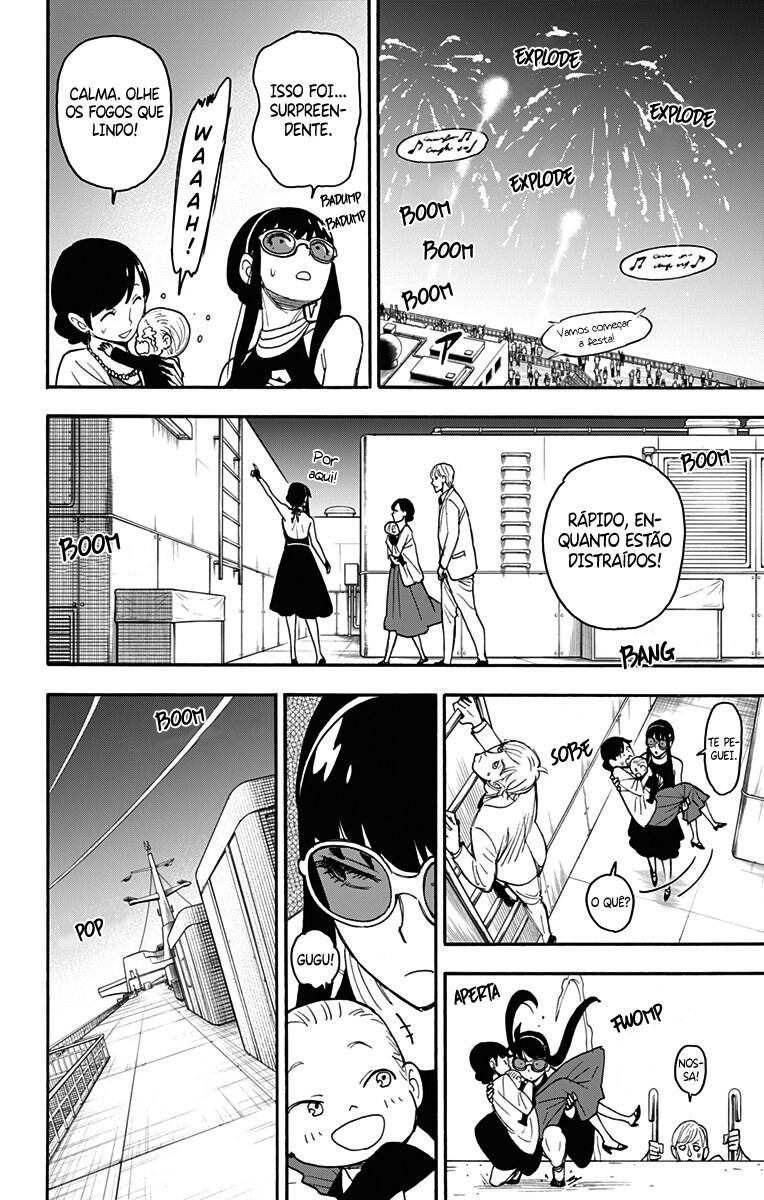 EXPLODE
EXPLODE
EXPLODE
BOOM
BOOM
BOOM
Vamos começar
a festa!
ISSO FOI...
SURPREEN-
DENTE.
BADUMP
BADUMP
WAAAH!
CALMA. OLHE
OS FOGOS QUE
LINDO!
BOOM
RÁPIDO, EN-
QUANTO ESTÃO
DISTRAÍDOS!
BANG
Por
aqui!
BOOM
TE PE-
GUEI.
SOBE
O QUÊ?
NOS-
SA!
FWOMP
APERTA
GUGU!
BOOM
POP